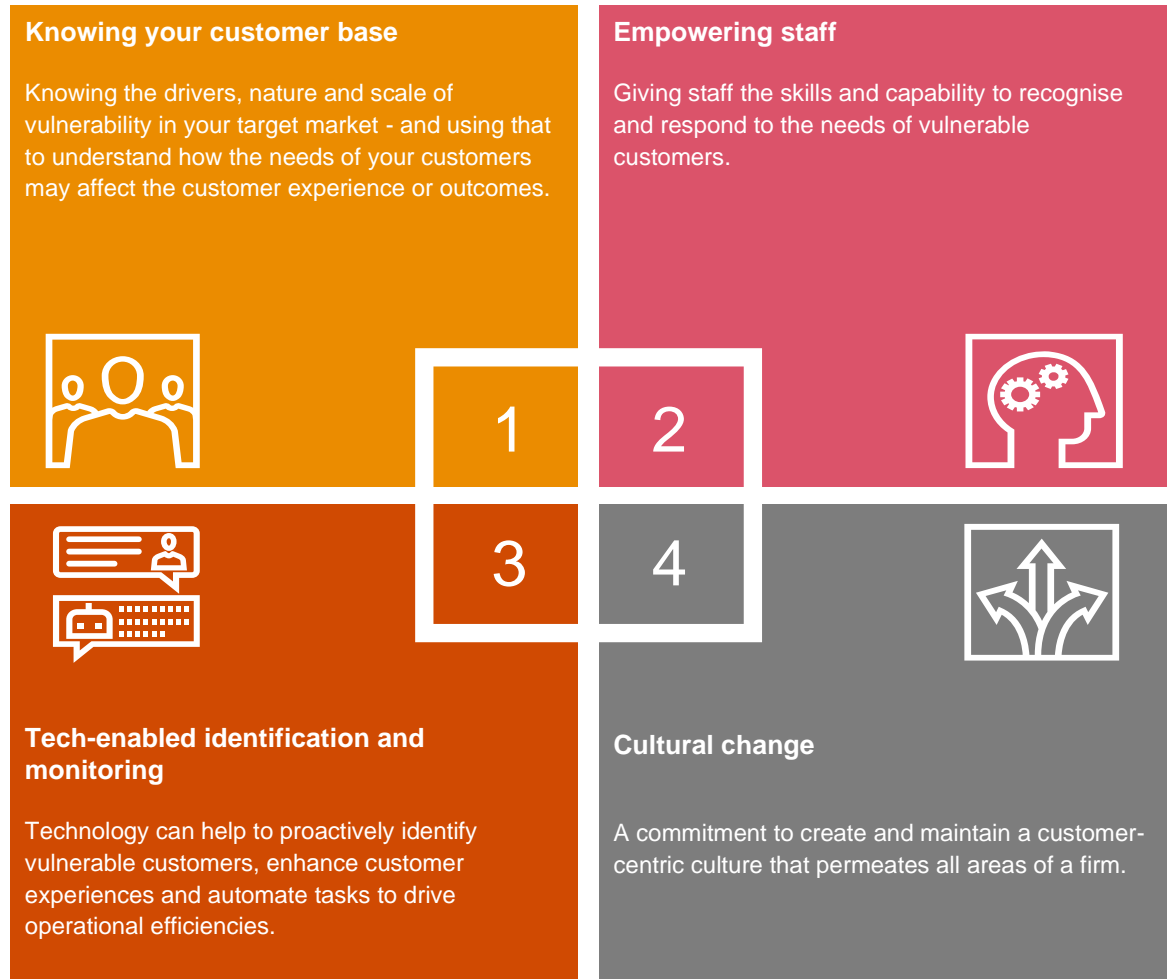 Knowing your customer base
Knowing the drivers, nature and scale of
vulnerability in your target market - and using that
to understand how the needs of your customers
may affect the customer experience or outcomes.
1
Empowering staff
Giving staff the skills and capability to recognise
and respond to the needs of vulnerable
customers.
2
3
Tech-enabled identification and
monitoring
Technology can help to proactively identify
vulnerable customers, enhance customer
experiences and automate tasks to drive
operational efficiencies.
4
Cultural change
A commitment to create and maintain a customer-
centric culture that permeates all areas of a firm.